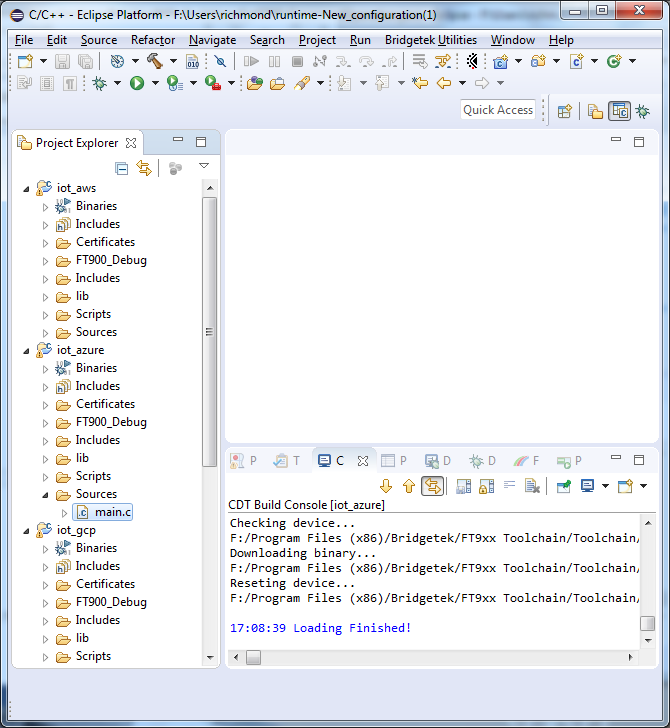 C/C++ - Eclipse Platform - F:\Users\richmond\runtime-New_configuration(1)
File Edit Source Refactor Navigate Search Project Run Bridgetek Utilities Window Help
010
Quick Access
Project Explorer
iot_aws
Binaries
Includes
Certificates
FT900_Debug
Includes
lib
Scripts
Sources
iot_azure
Binaries
Includes
Certificates
FT900_Debug
Includes
lib
Scripts
Sources
.c main.c
iot_gcp
Binaries
Includes
Certificates
FT900_Debug
Includes
lib
Scripts
P T C P D D F P
CDT Build Console [iot_azure]
Checking device...
F:/Program Files (x86)/Bridgetek/FT9xx Toolchain/Toolchain/
Downloading binary...
F:/Program Files (x86)/Bridgetek/FT9xx Toolchain/Toolchain/
Reseting device...
F:/Program Files (x86)/Bridgetek/FT9xx Toolchain/Toolchain/
17:08:39 Loading Finished!